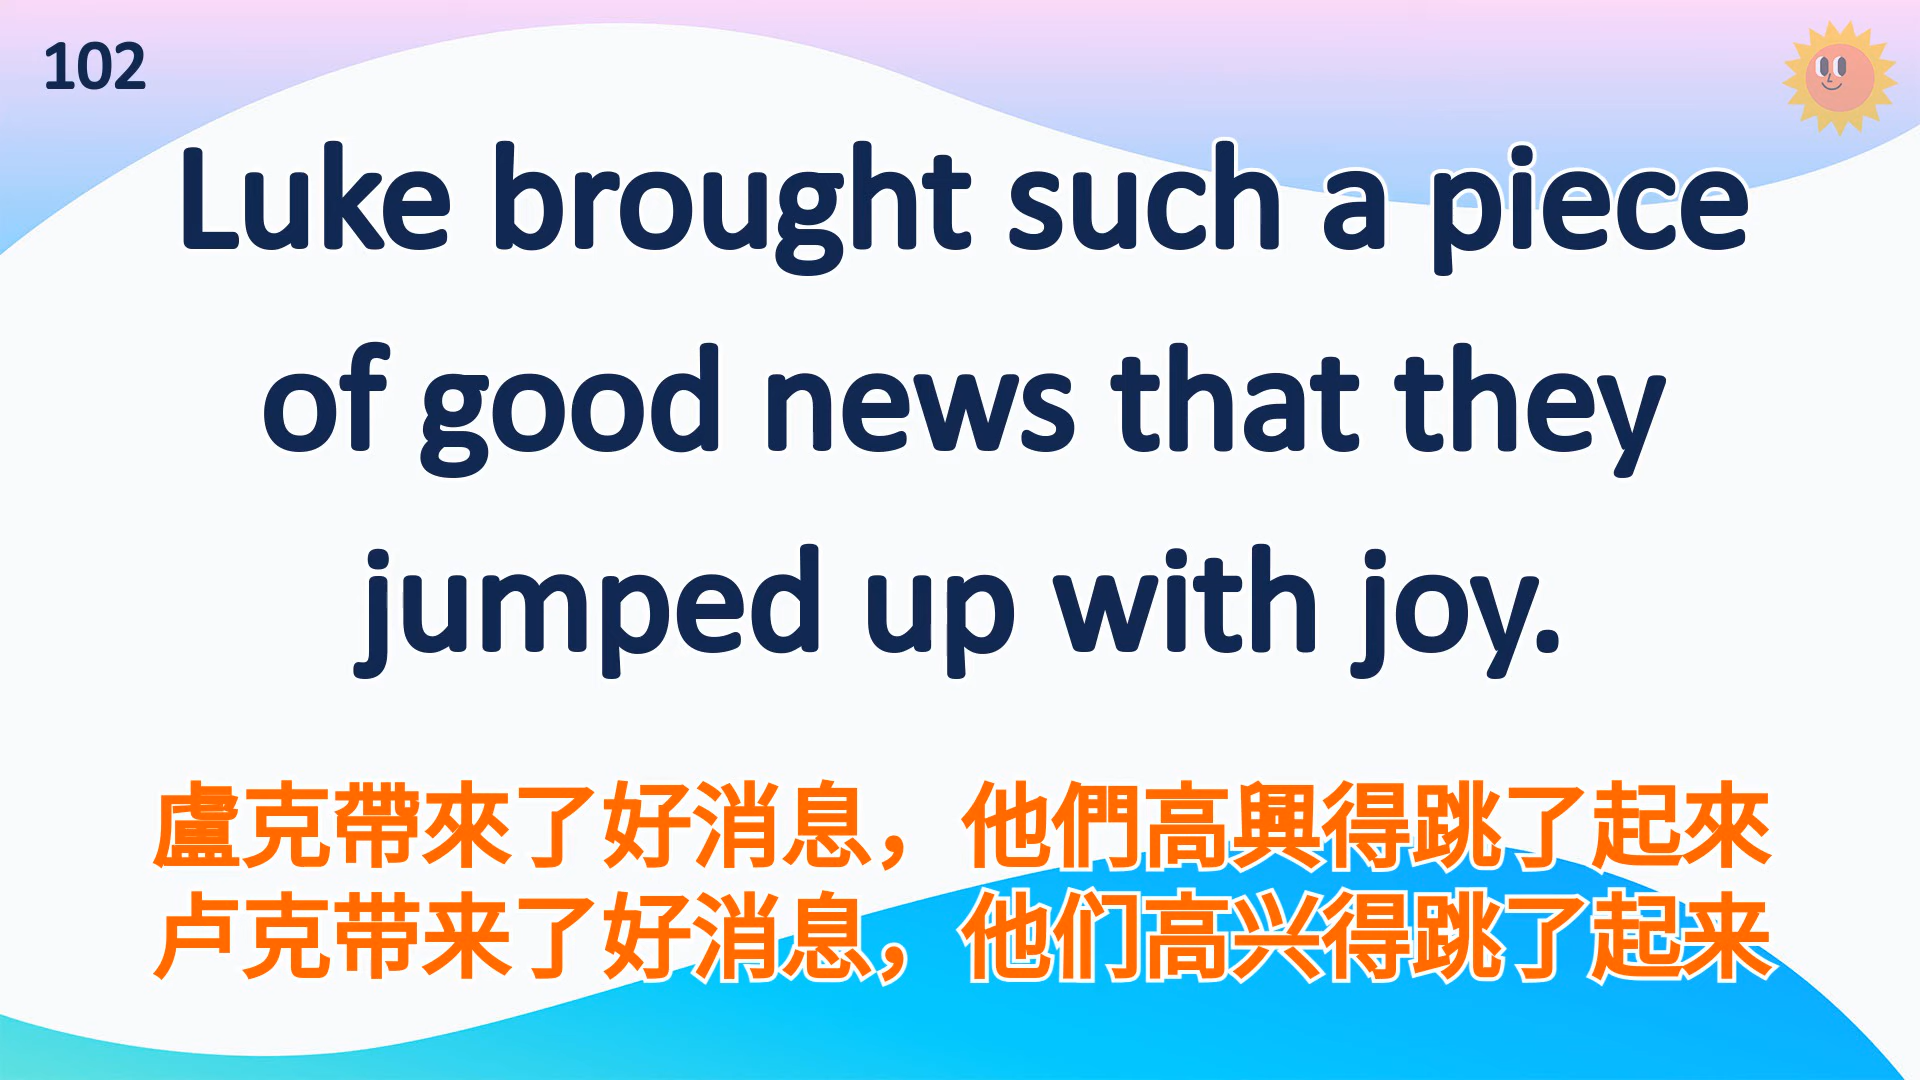 102
Luke brought such a piece
of good news that they
jumped up with joy.
盧克帶來了好消息，他們高興得跳了起來
卢克带来了好消息，他们高兴得跳了起来